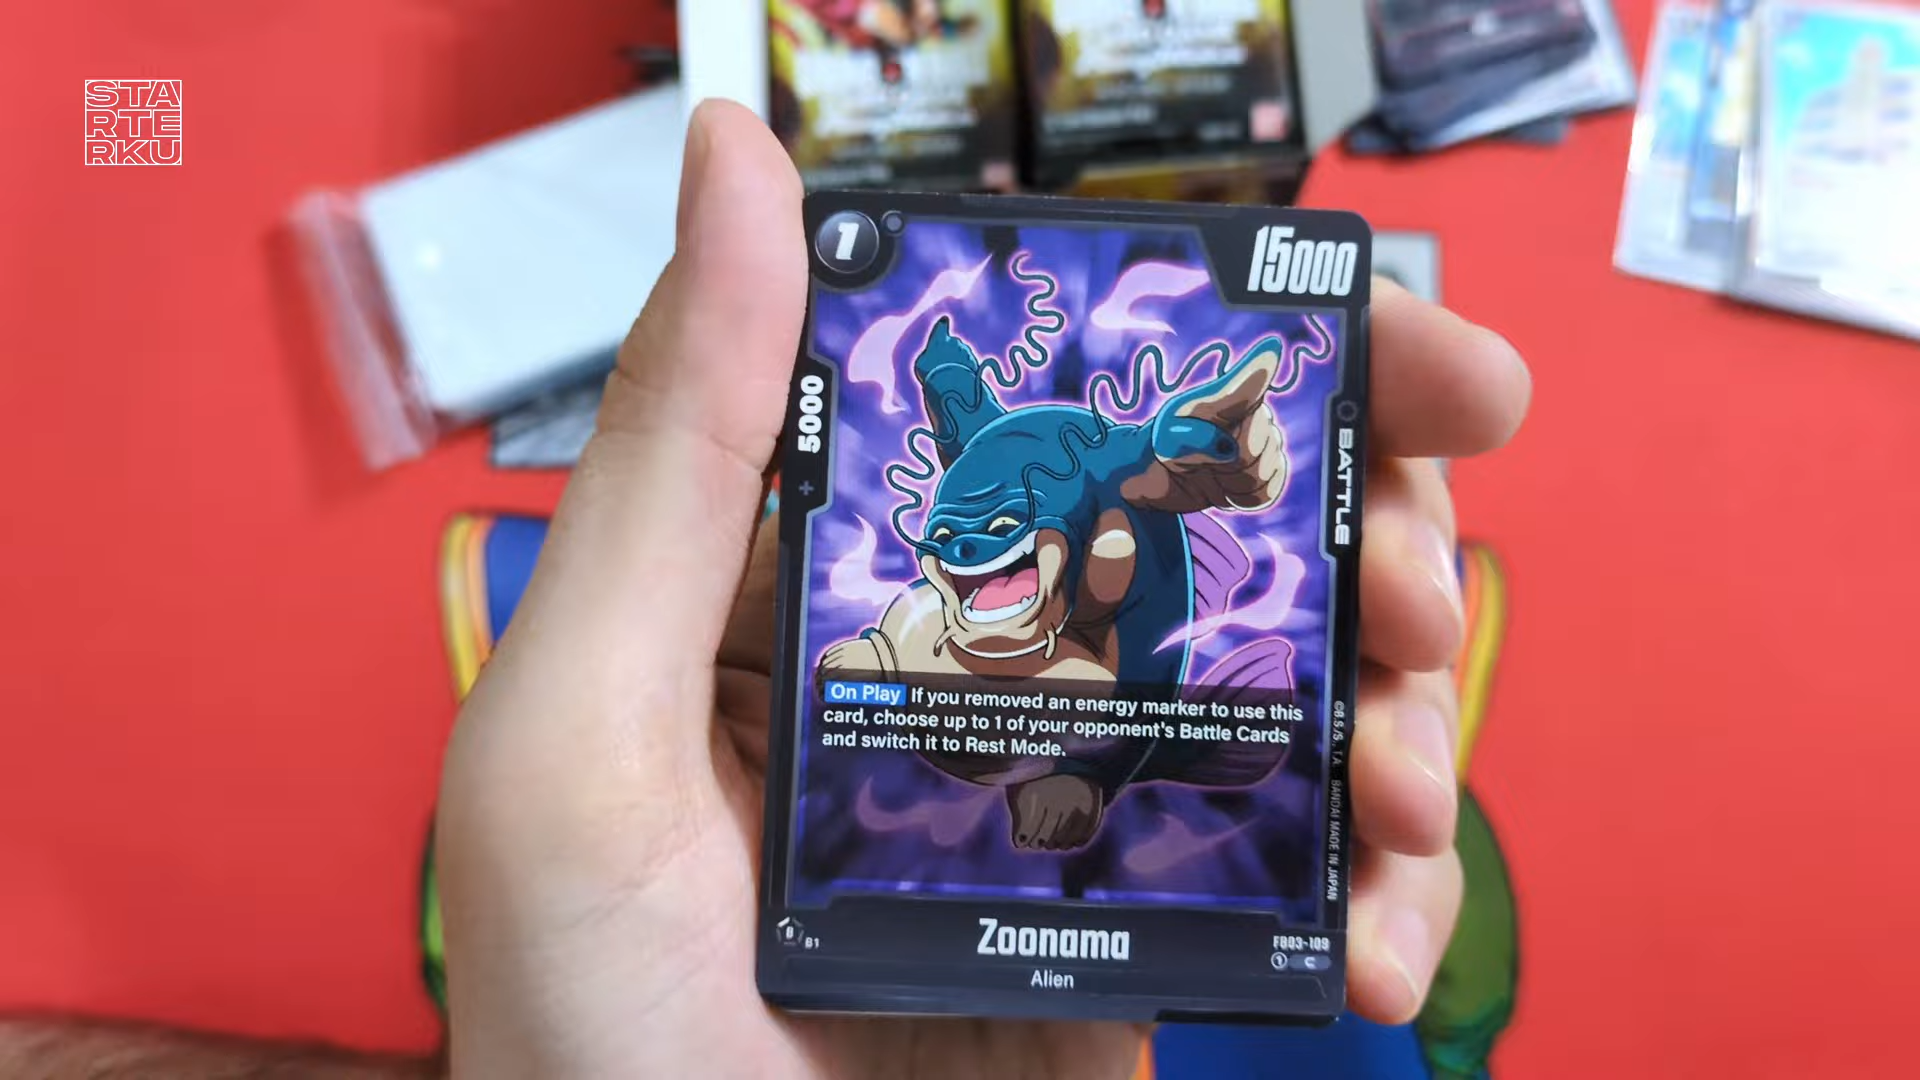 STA
RTE
RKU
1
15000
5000
+
BATTLE
On Play If you removed an energy marker to use this
card, choose up to 1 of your opponent's Battle Cards
and switch it to Rest Mode.
©B.S./S., T.A. BANDAI MADE IN JAPAN
B
B1
Zoonama
Alien
FB03-109
1 C